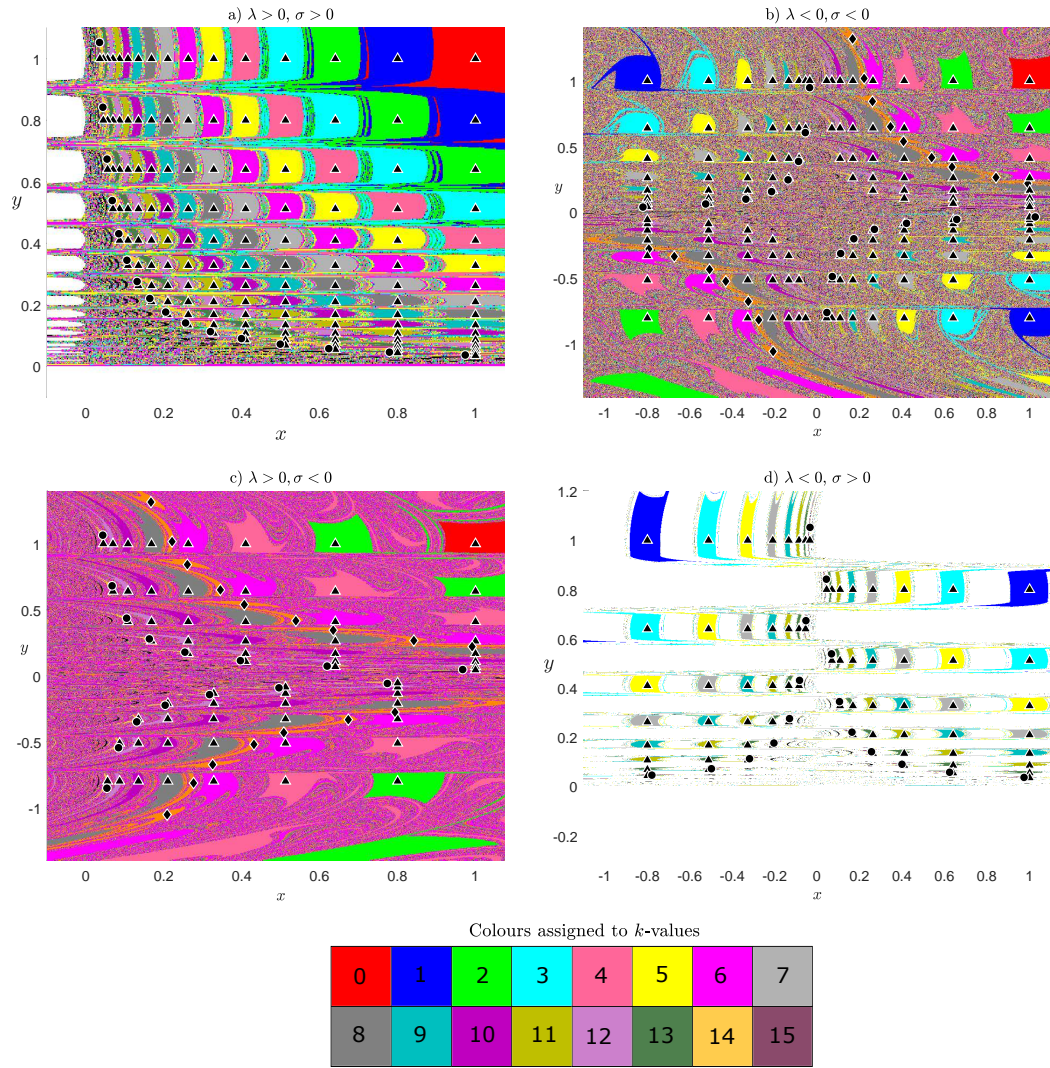 a) λ > 0, σ > 0
1
0.8
0.6
y
0.4
0.2
0
0 0.2 0.4 0.6 0.8 1
x
b) λ < 0, σ < 0
1
0.5
y
0
-0.5
-1
-1 -0.8 -0.6 -0.4 -0.2 0 0.2 0.4 0.6 0.8 1
x
c) λ > 0, σ < 0
1
0.5
y
0
-0.5
-1
0 0.2 0.4 0.6 0.8 1
x
d) λ < 0, σ > 0
1.2
1
0.8
0.6
y
0.4
0.2
0
-0.2
-1 -0.8 -0.6 -0.4 -0.2 0 0.2 0.4 0.6 0.8 1
x
Colours assigned to k-values
0 1 2 3 4 5 6 7
8 9 10 11 12 13 14 15